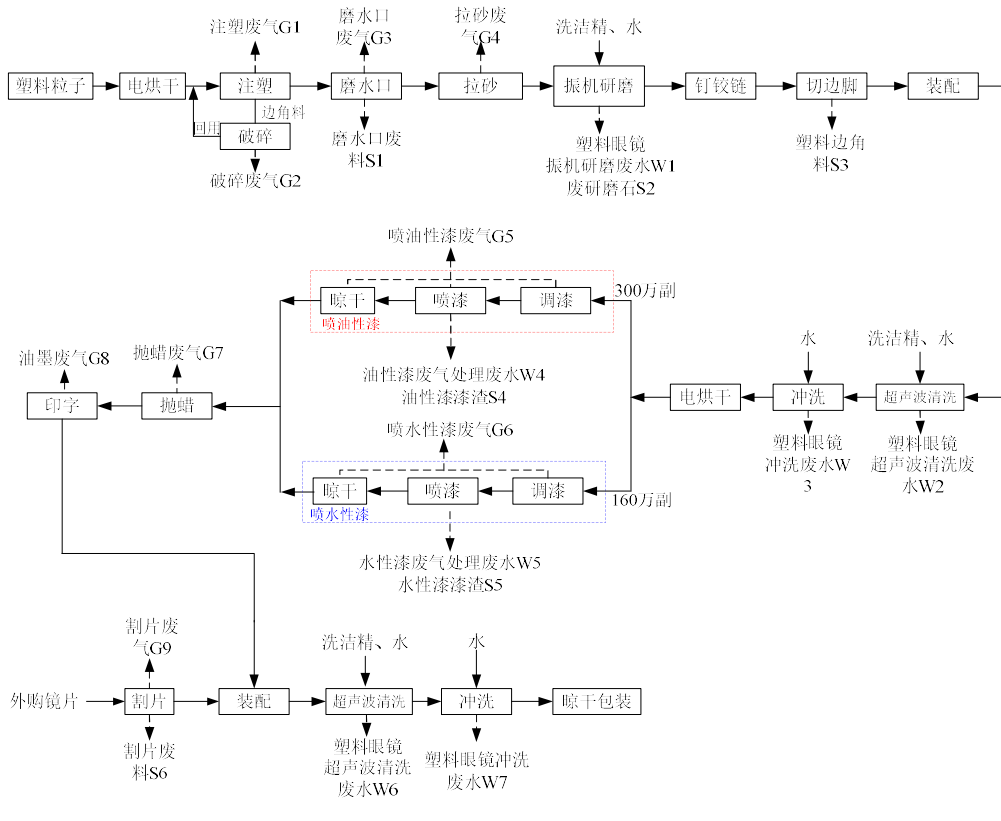 注塑废气G1
磨水口
废气G3
拉砂废
气G4
洗洁精、水
塑料粒子
电烘干
注塑
磨水口
拉砂
振机研磨
钉铰链
切边脚
装配
边角料
回用
破碎
破碎废气G2
磨水口废
料S1
塑料眼镜
振机研磨废水W1
废研磨石S2
塑料边角
料S3
喷油性漆废气G5
晾干
喷漆
调漆
300万副
喷油性漆
油性漆废气处理废水W4
油性漆漆渣S4
油墨废气G8
抛蜡废气G7
水
洗洁精、水
印字
抛蜡
电烘干
冲洗
超声波清洗
喷水性漆废气G6
塑料眼镜
冲洗废水W
3
塑料眼镜
超声波清洗废
水W2
晾干
喷漆
调漆
160万副
喷水性漆
水性漆废气处理废水W5
水性漆漆渣S5
割片废
气G9
洗洁精、水
水
外购镜片
割片
装配
超声波清洗
冲洗
晾干包装
割片废
料S6
塑料眼镜
超声波清洗
废水W6
塑料眼镜冲洗
废水W7